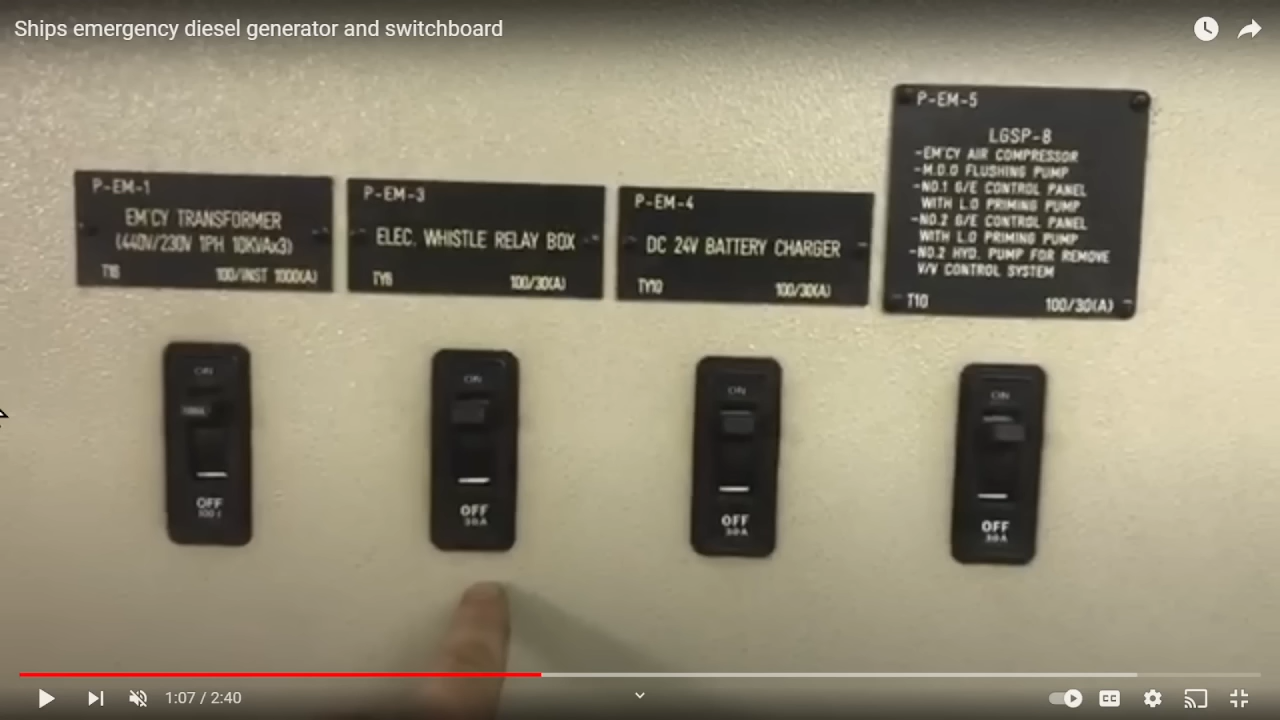 Ships emergency diesel generator and switchboard
P-EM-1
EM'CY TRANSFORMER
(440V/230V 1PH 10KVAx3)
100/INST 1000(A)
P-EM-3
ELEC. WHISTLE RELAY BOX
TY6
100/30(A)
P-EM-4
DC 24V BATTERY CHARGER
TY10
100/30(A)
P-EM-5
LGSP-8
-EM'CY AIR COMPRESSOR
-M.D.O FLUSHING PUMP
-NO.1 G/E CONTROL PANEL
WITH L.O PRIMING PUMP
-NO.2 G/E CONTROL PANEL
WITH L.O PRIMING PUMP
-NO.2 HYD. PUMP FOR REMOVE
V/V CONTROL SYSTEM
T10
100/30(A)
ON
OFF
ON
OFF
30A
ON
OFF
30A
ON
OFF
30A
1:07 / 2:40
CC